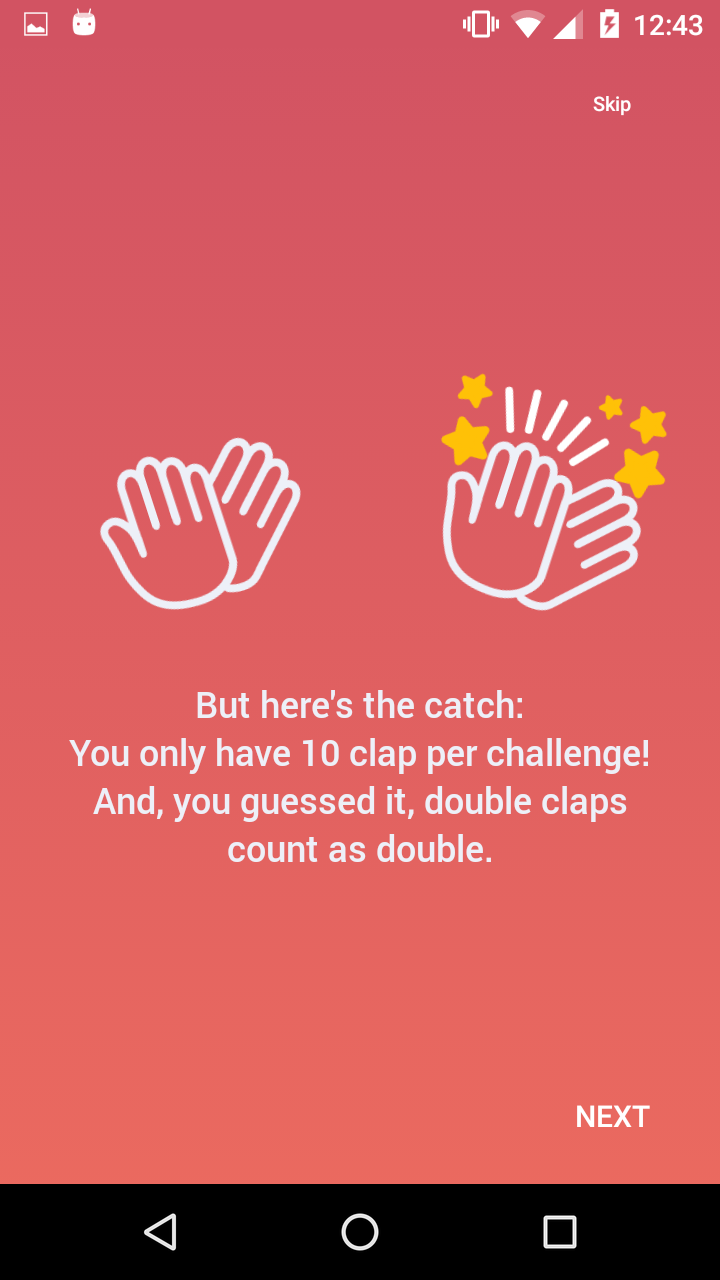 12:43
Skip
But here's the catch:
You only have 10 clap per challenge!
And, you guessed it, double claps
count as double.
NEXT